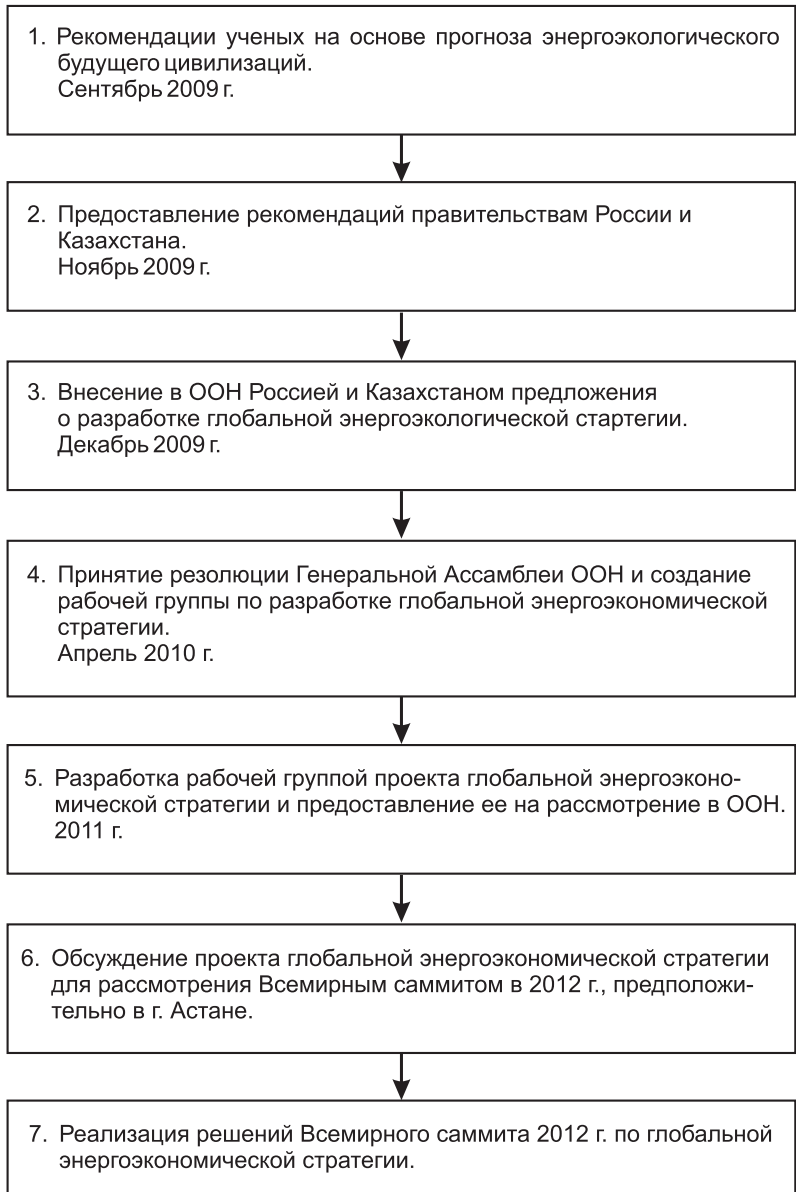 1. Рекомендации ученых на основе прогноза энергоэкологического
будущего цивилизаций.
Сентябрь 2009 г.
2. Предоставление рекомендаций правительствам России и
Казахстана.
Ноябрь 2009 г.
3. Внесение в ООН Россией и Казахстаном предложения
о разработке глобальной энергоэкологической стартегии.
Декабрь 2009 г.
4. Принятие резолюции Генеральной Ассамблеи ООН и создание
рабочей группы по разработке глобальной энергоэкономической
стратегии.
Апрель 2010 г.
5. Разработка рабочей группой проекта глобальной энергоэконо-
мической стратегии и предоставление ее на рассмотрение в ООН.
2011 г.
6. Обсуждение проекта глобальной энергоэкономической стратегии
для рассмотрения Всемирным саммитом в 2012 г., предположи-
тельно в г. Астане.
7. Реализация решений Всемирного саммита 2012 г. по глобальной
энергоэкономической стратегии.